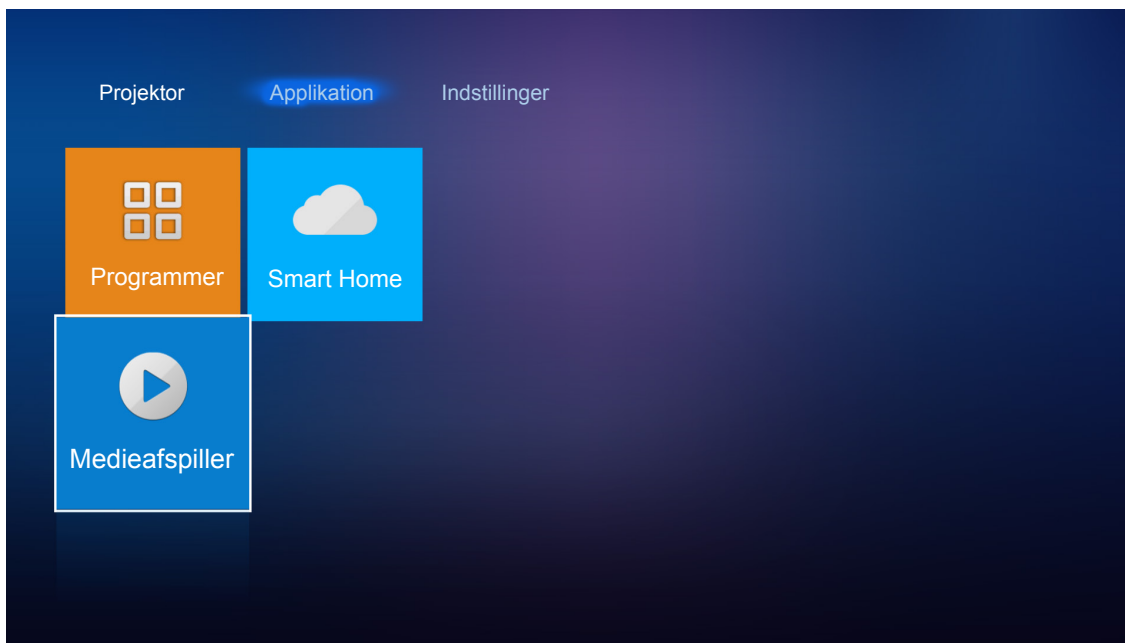 Projektor
Applikation
Indstillinger
Programmer
Smart Home
Medieafspiller